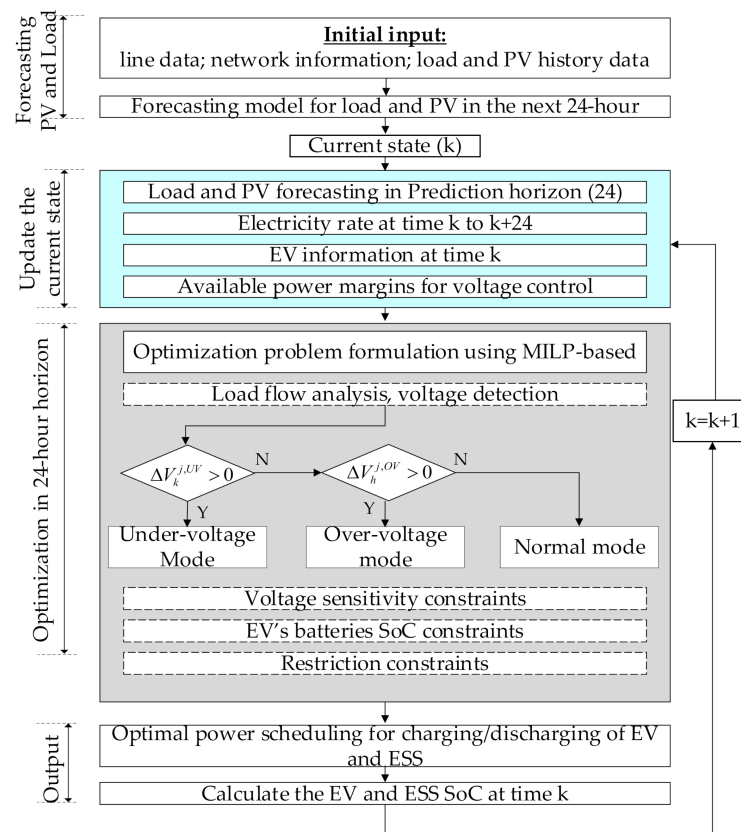 Forecasting
PV and Load
Initial input:
line data; network information; load and PV history data
Forecasting model for load and PV in the next 24-hour
Current state (k)
Update the
current state
Load and PV forecasting in Prediction horizon (24)
Electricity rate at time k to k+24
EV information at time k
Available power margins for voltage control
Optimization in 24-hour horizon
Optimization problem formulation using MILP-based
Load flow analysis, voltage detection
k=k+1
ΔV_k^{j,UV} > 0
N
ΔV_h^{j,OV} > 0
N
Y
Y
Under-voltage
Mode
Over-voltage
mode
Normal mode
Voltage sensitivity constraints
EV's batteries SoC constraints
Restriction constraints
Output
Optimal power scheduling for charging/discharging of EV
and ESS
Calculate the EV and ESS SoC at time k